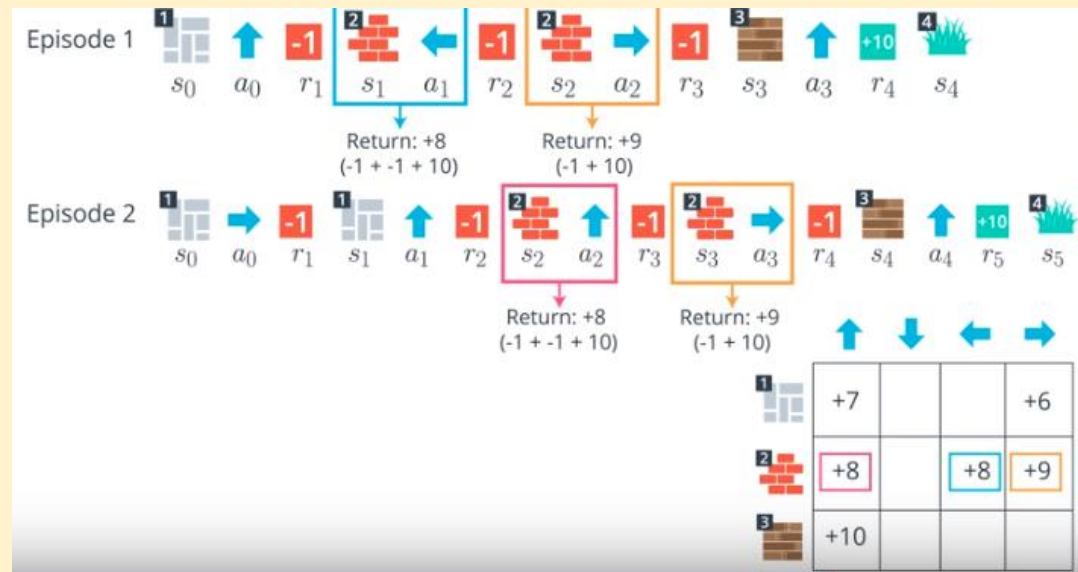 Episode 1
1 -1 2 -1 2 -1 3 +10 4
s₀ a₀ r₁ s₁ a₁ r₂ s₂ a₂ r₃ s₃ a₃ r₄ s₄
Return: +8
(-1 + -1 + 10)
Return: +9
(-1 + 10)
Episode 2
1 -1 1 -1 2 -1 2 -1 3 +10 4
s₀ a₀ r₁ s₁ a₁ r₂ s₂ a₂ r₃ s₃ a₃ r₄ s₄ a₄ r₅ s₅
Return: +8
(-1 + -1 + 10)
Return: +9
(-1 + 10)
1 +7 +6
2 +8 +8 +9
3 +10